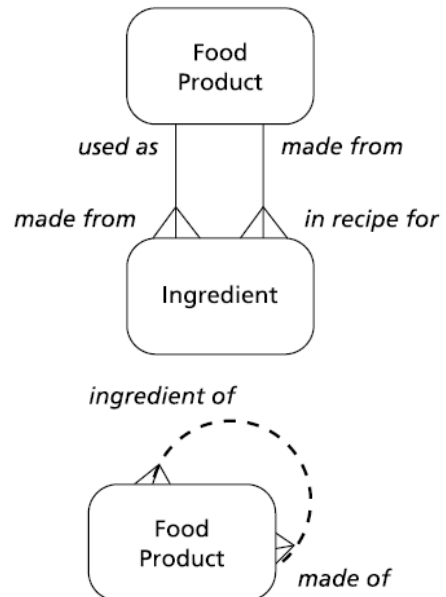 Food
Product
used as
made from
made from
in recipe for
Ingredient
ingredient of
Food
Product
made of